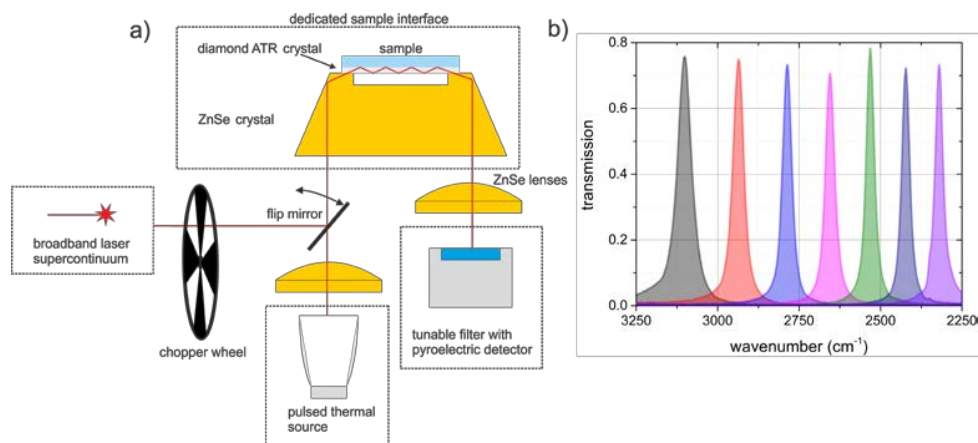 dedicated sample interface
a)
diamond ATR crystal
sample
ZnSe crystal
ZnSe lenses
flip mirror
broadband laser
supercontinuum
chopper wheel
tunable filter with
pyroelectric detector
pulsed thermal
source
b)
0.8
0.6
0.4
0.2
0.0
transmission
3250
3000
2750
2500
2250
wavenumber (cm⁻¹)